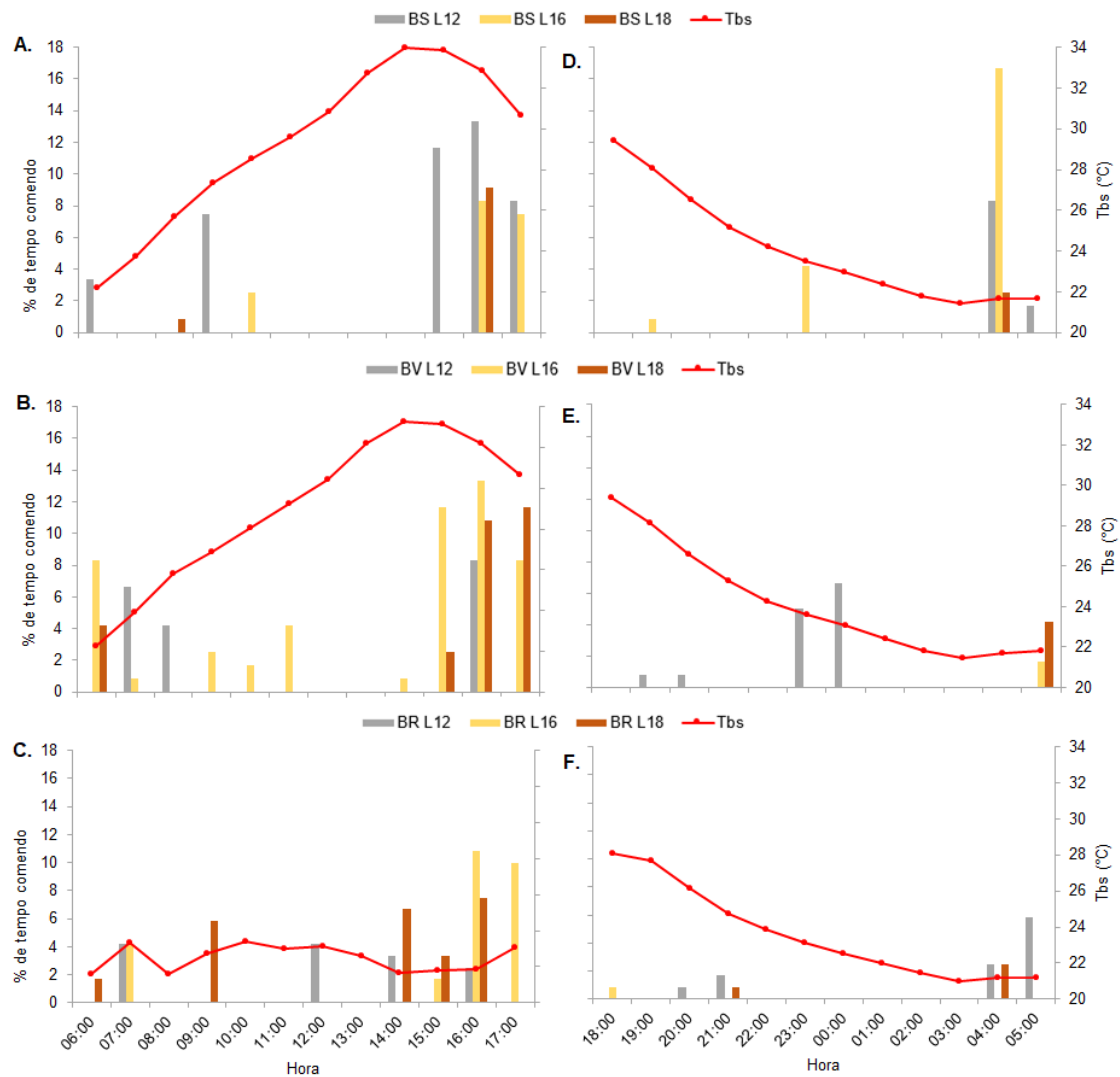 BS L12 BS L16 BS L18 Tbs
A.
18
16
14
12
10
8
6
4
2
0
% de tempo comendo
D.
34
32
30
28
26
24
22
20
Tbs (°C)
BV L12 BV L16 BV L18 Tbs
B.
18
16
14
12
10
8
6
4
2
0
% de tempo comendo
E.
34
32
30
28
26
24
22
20
Tbs (°C)
BR L12 BR L16 BR L18 Tbs
C.
18
16
14
12
10
8
6
4
2
0
% de tempo comendo
06:00 07:00 08:00 09:00 10:00 11:00 12:00 13:00 14:00 15:00 16:00 17:00
Hora
F.
34
32
30
28
26
24
22
20
Tbs (°C)
18:00 19:00 20:00 21:00 22:00 23:00 00:00 01:00 02:00 03:00 04:00 05:00
Hora